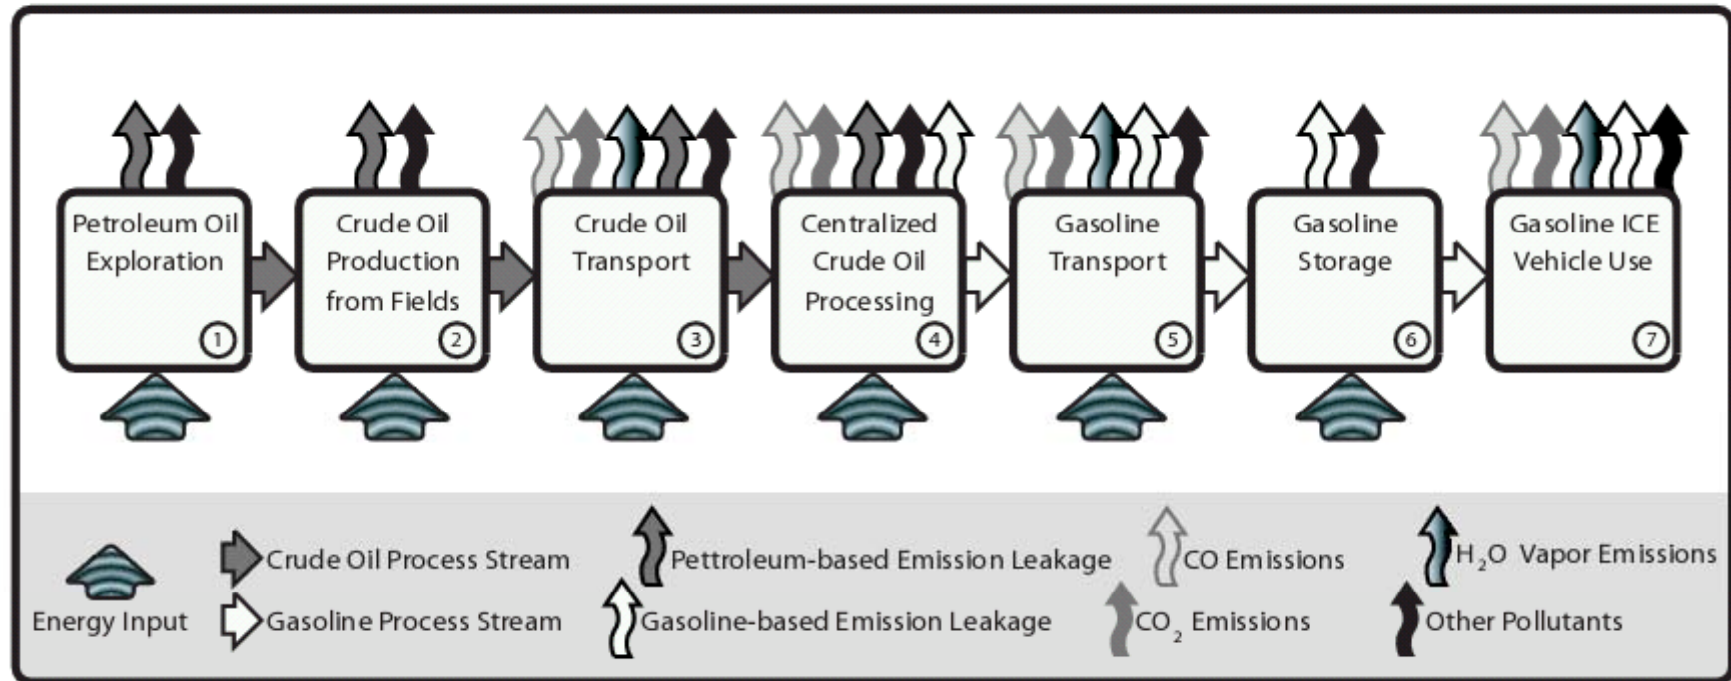 Petroleum Oil
Exploration
1
Crude Oil
Production
from Fields
2
Crude Oil
Transport
3
Centralized
Crude Oil
Processing
4
Gasoline
Transport
5
Gasoline
Storage
6
Gasoline ICE
Vehicle Use
7
Energy Input
Crude Oil Process Stream
Gasoline Process Stream
Pettroleum-based Emission Leakage
Gasoline-based Emission Leakage
CO Emissions
CO2 Emissions
H2O Vapor Emissions
Other Pollutants